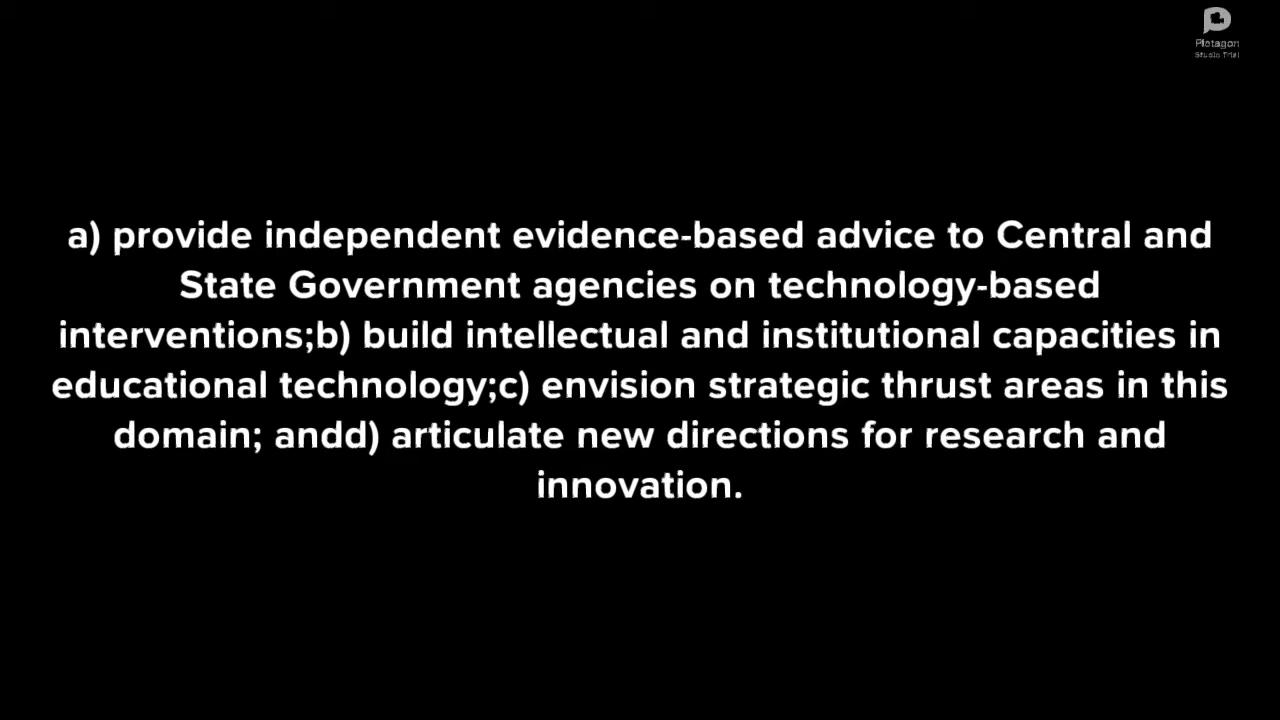 Plotagon
Studio Trial
a) provide independent evidence-based advice to Central and
State Government agencies on technology-based
interventions;b) build intellectual and institutional capacities in
educational technology;c) envision strategic thrust areas in this
domain; andd) articulate new directions for research and
innovation.